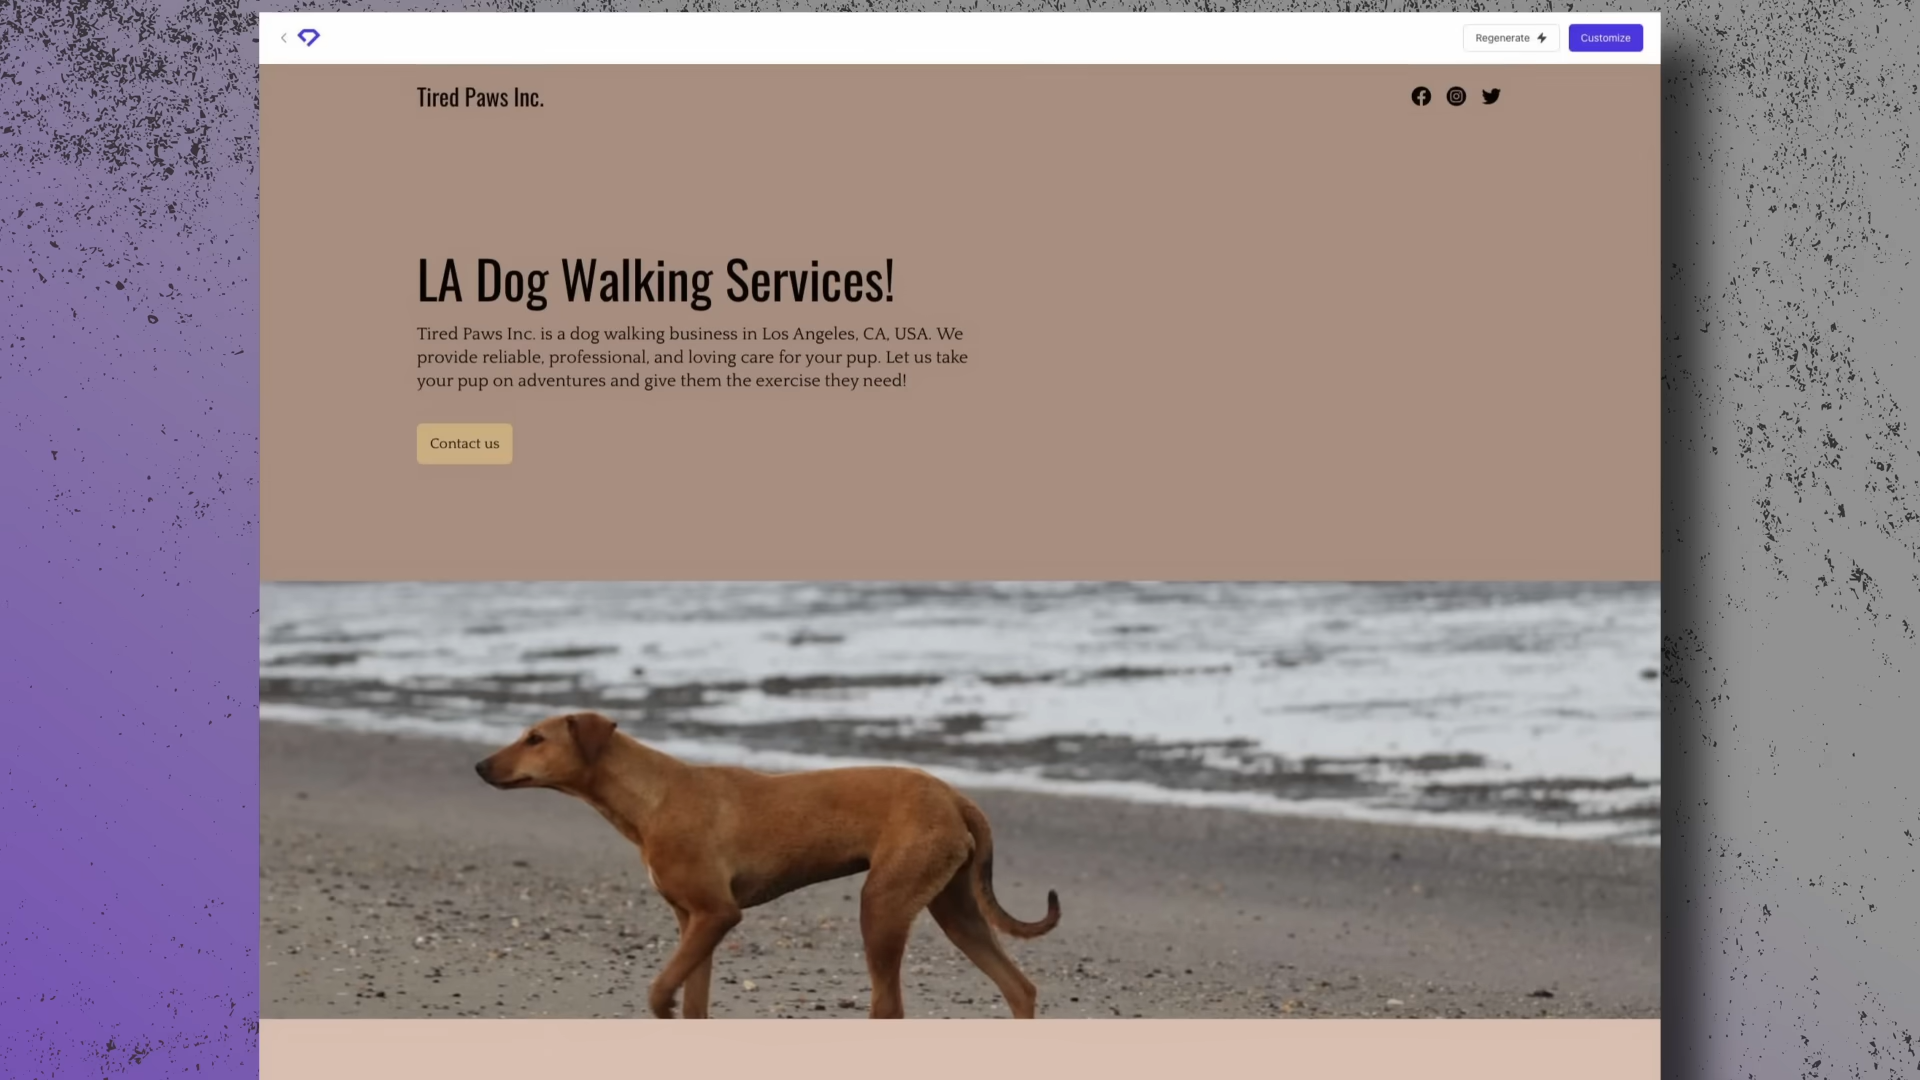 Regenerate
Customize
Tired Paws Inc.
LA Dog Walking Services!
Tired Paws Inc. is a dog walking business in Los Angeles, CA, USA. We
provide reliable, professional, and loving care for your pup. Let us take
your pup on adventures and give them the exercise they need!
Contact us